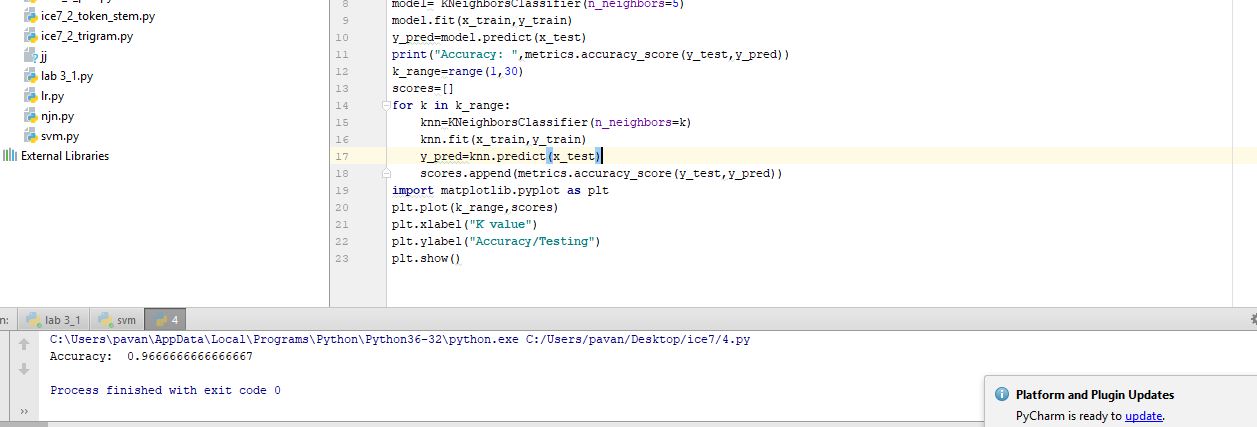 ice7_2_token_stem.py
ice7_2_trigram.py
jj
lab 3_1.py
lr.py
njn.py
svm.py
External Libraries
8 model= KNeighborsClassifier(n_neighbors=5)
9 model.fit(x_train,y_train)
10 y_pred=model.predict(x_test)
11 print("Accuracy: ",metrics.accuracy_score(y_test,y_pred))
12 k_range=range(1,30)
13 scores=[]
14 for k in k_range:
15 knn=KNeighborsClassifier(n_neighbors=k)
16 knn.fit(x_train,y_train)
17 y_pred=knn.predict(x_test)
18 scores.append(metrics.accuracy_score(y_test,y_pred))
19 import matplotlib.pyplot as plt
20 plt.plot(k_range,scores)
21 plt.xlabel("K value")
22 plt.ylabel("Accuracy/Testing")
23 plt.show()
n: lab 3_1 svm 4
C:\Users\pavan\AppData\Local\Programs\Python\Python36-32\python.exe C:/Users/pavan/Desktop/ice7/4.py
Accuracy:  0.9666666666666667
Process finished with exit code 0
Platform and Plugin Updates
PyCharm is ready to update.